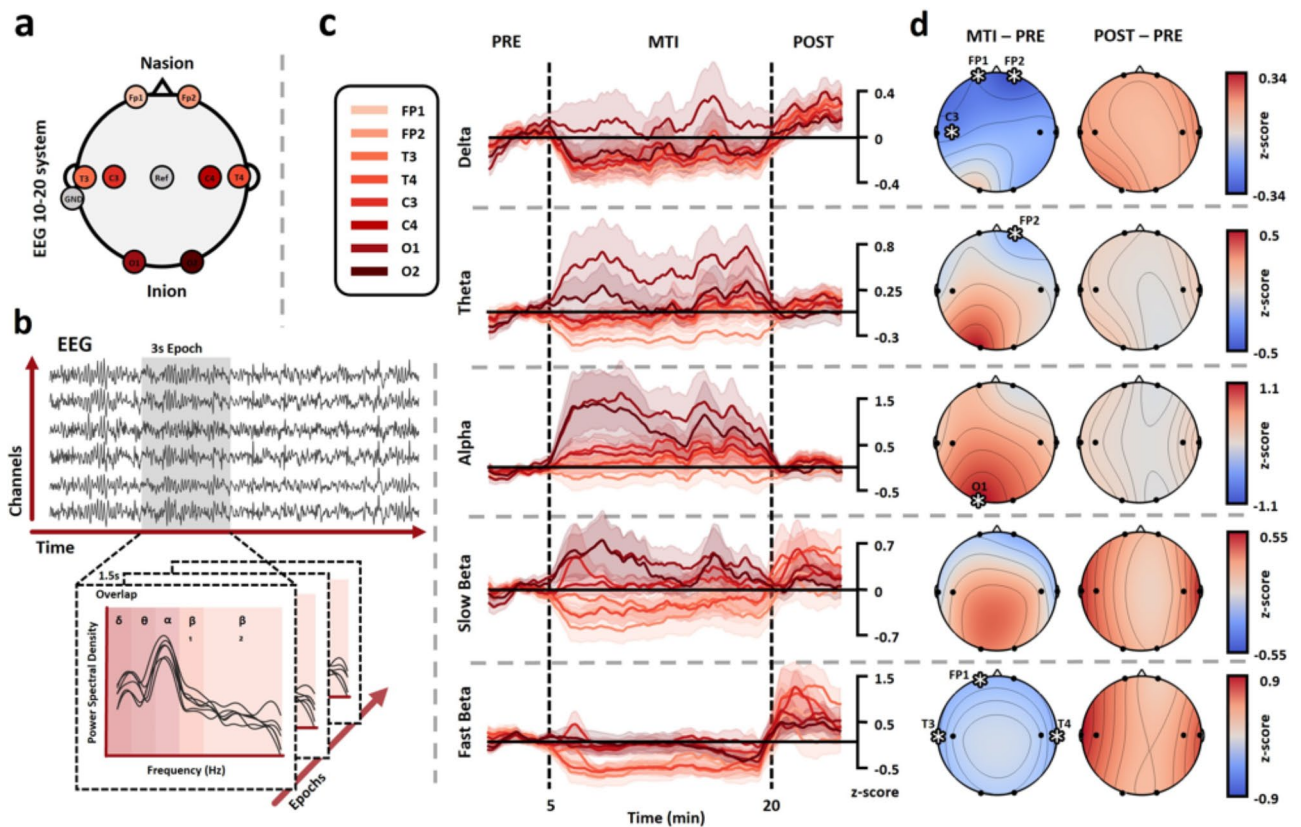 a
Nasion
Fp1
Fp2
T3
C3
Ref
C4
T4
GND
O1
Inion
EEG 10-20 system
b
EEG
3s Epoch
Channels
Time
1.5s
Overlap
δ θ α β β
1 2
Power Spectral Density
Frequency (Hz)
Epochs
c
FP1
FP2
T3
T4
C3
C4
O1
O2
PRE
MTI
POST
Delta
0.4
0
-0.4
Theta
0.8
0.25
-0.3
Alpha
1.5
0.5
-0.5
Slow Beta
0.7
0
-0.7
Fast Beta
1.5
0.5
-0.5
z-score
5
20
Time (min)
d
MTI – PRE
POST – PRE
FP1
FP2
C3
0.34
z-score
-0.34
FP2
0.5
z-score
-0.5
O1
1.1
z-score
-1.1
0.55
z-score
-0.55
FP1
T3
T4
0.9
z-score
-0.9